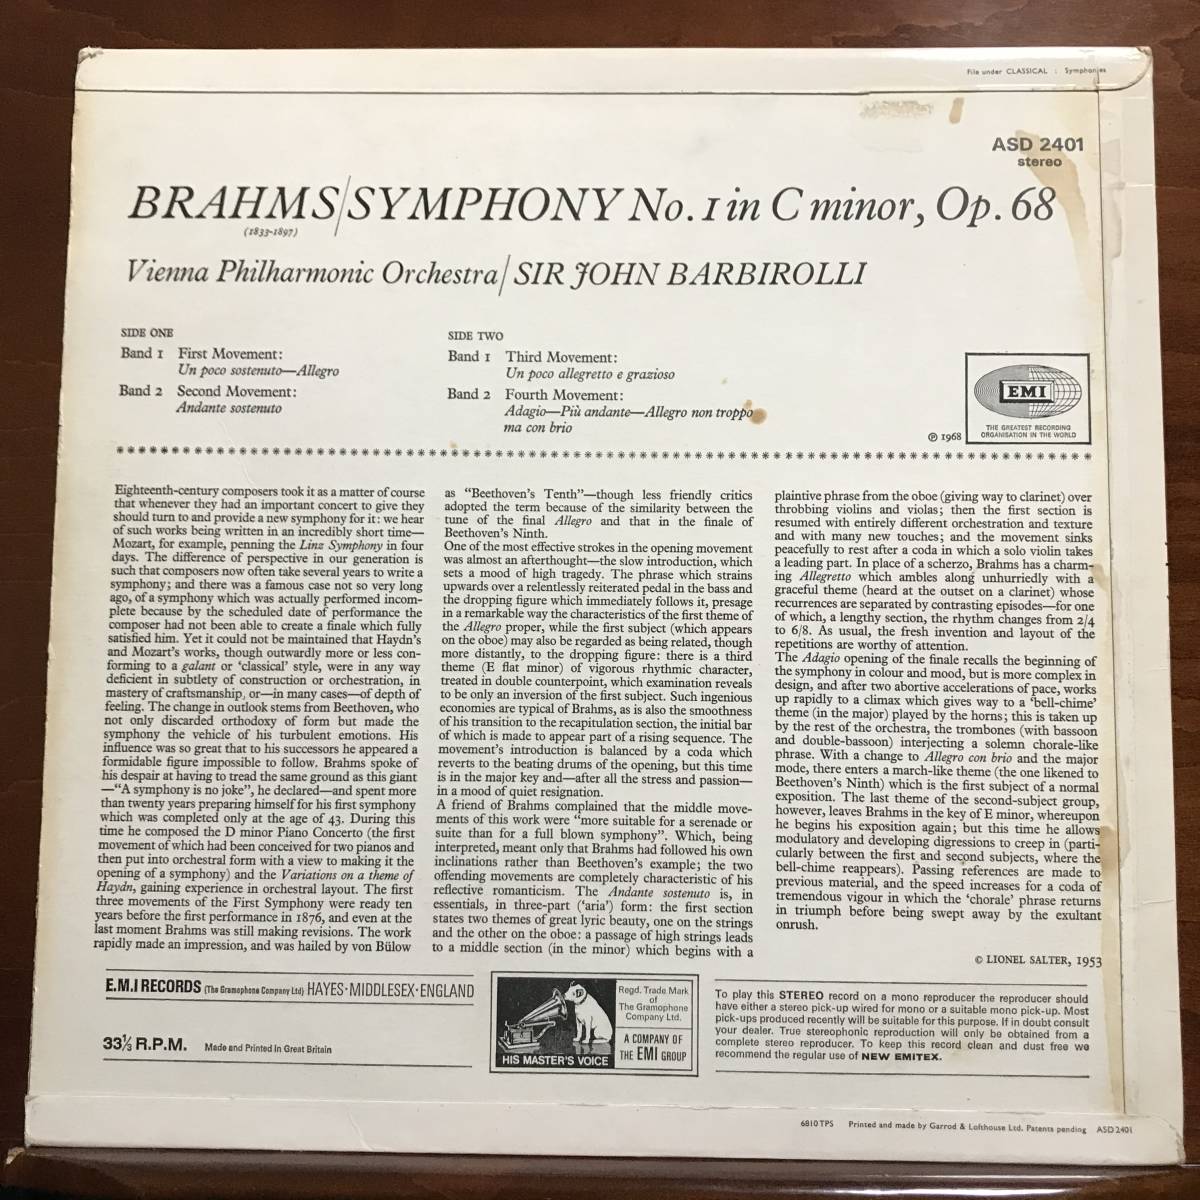 File under CLASSICAL : Symphonies
ASD 2401
stereo
BRAHMS/SYMPHONY No. 1 in C minor, Op. 68
(1833-1897)
Vienna Philharmonic Orchestra/SIR JOHN BARBIROLLI
SIDE ONE
Band 1 First Movement:
Un poco sostenuto—Allegro
Band 2 Second Movement:
Andante sostenuto
SIDE TWO
Band 1 Third Movement:
Un poco allegretto e grazioso
Band 2 Fourth Movement:
Adagio—Più andante—Allegro non troppo
ma con brio
EMI
THE GREATEST RECORDING
ORGANISATION IN THE WORLD
℗ 1968
Eighteenth-century composers took it as a matter of course
that whenever they had an important concert to give they
should turn to and provide a new symphony for it: we hear
of such works being written in an incredibly short time—
Mozart, for example, penning the Linz Symphony in four
days. The difference of perspective in our generation is
such that composers now often take several years to write a
symphony; and there was a famous case not so very long
ago, of a symphony which was actually performed incom-
plete because by the scheduled date of performance the
composer had not been able to create a finale which fully
satisfied him. Yet it could not be maintained that Haydn's
and Mozart's works, though outwardly more or less con-
forming to a galant or 'classical' style, were in any way
deficient in subtlety of construction or orchestration, in
mastery of craftsmanship, or—in many cases—of depth of
feeling. The change in outlook stems from Beethoven, who
not only discarded orthodoxy of form but made the
symphony the vehicle of his turbulent emotions. His
influence was so great that to his successors he appeared a
formidable figure impossible to follow. Brahms spoke of
his despair at having to tread the same ground as this giant
—"A symphony is no joke", he declared—and spent more
than twenty years preparing himself for his first symphony
which was completed only at the age of 43. During this
time he composed the D minor Piano Concerto (the first
movement of which had been conceived for two pianos and
then put into orchestral form with a view to making it the
opening of a symphony) and the Variations on a theme of
Haydn, gaining experience in orchestral layout. The first
three movements of the First Symphony were ready ten
years before the first performance in 1876, and even at the
last moment Brahms was still making revisions. The work
rapidly made an impression, and was hailed by von Bülow
as "Beethoven's Tenth"—though less friendly critics
adopted the term because of the similarity between the
tune of the final Allegro and that in the finale of
Beethoven's Ninth.
One of the most effective strokes in the opening movement
was almost an afterthought—the slow introduction, which
sets a mood of high tragedy. The phrase which strains
upwards over a relentlessly reiterated pedal in the bass and
the dropping figure which immediately follows it, presage
in a remarkable way the characteristics of the first theme of
the Allegro proper, while the first subject (which appears
on the oboe) may also be regarded as being related, though
more distantly, to the dropping figure: there is a third
theme (E flat minor) of vigorous rhythmic character,
treated in double counterpoint, which examination reveals
to be only an inversion of the first subject. Such ingenious
economies are typical of Brahms, as is also the smoothness
of his transition to the recapitulation section, the initial bar
of which is made to appear part of a rising sequence. The
movement's introduction is balanced by a coda which
reverts to the beating drums of the opening, but this time
is in the major key and—after all the stress and passion—
in a mood of quiet resignation.
A friend of Brahms complained that the middle move-
ments of this work were "more suitable for a serenade or
suite than for a full blown symphony". Which, being
interpreted, meant only that Brahms had followed his own
inclinations rather than Beethoven's example; the two
offending movements are completely characteristic of his
reflective romanticism. The Andante sostenuto is, in
essentials, in three-part ('aria') form: the first section
states two themes of great lyric beauty, one on the strings
and the other on the oboe: a passage of high strings leads
to a middle section (in the minor) which begins with a
plaintive phrase from the oboe (giving way to clarinet) over
throbbing violins and violas; then the first section is
resumed with entirely different orchestration and texture
and with many new touches; and the movement sinks
peacefully to rest after a coda in which a solo violin takes
a leading part. In place of a scherzo, Brahms has a charm-
ing Allegretto which ambles along unhurriedly with a
graceful theme (heard at the outset on a clarinet) whose
recurrences are separated by contrasting episodes—for one
of which, a lengthy section, the rhythm changes from 2/4
to 6/8. As usual, the fresh invention and layout of the
repetitions are worthy of attention.
The Adagio opening of the finale recalls the beginning of
the symphony in colour and mood, but is more complex in
design, and after two abortive accelerations of pace, works
up rapidly to a climax which gives way to a 'bell-chime'
theme (in the major) played by the horns; this is taken up
by the rest of the orchestra, the trombones (with bassoon
and double-bassoon) interjecting a solemn chorale-like
phrase. With a change to Allegro con brio and the major
mode, there enters a march-like theme (the one likened to
Beethoven's Ninth) which is the first subject of a normal
exposition. The last theme of the second-subject group,
however, leaves Brahms in the key of E minor, whereupon
he begins his exposition again; but this time he allows
modulatory and developing digressions to creep in (parti-
cularly between the first and second subjects, where the
bell-chime reappears). Passing references are made to
previous material, and the speed increases for a coda of
tremendous vigour in which the 'chorale' phrase returns
in triumph before being swept away by the exultant
onrush.
© LIONEL SALTER, 1953
E.M.I RECORDS (The Gramophone Company Ltd) HAYES·MIDDLESEX·ENGLAND
33⅓ R.P.M. Made and Printed in Great Britain
HIS MASTER'S VOICE
Regd. Trade Mark
of
The Gramophone
Company Ltd.
A COMPANY OF
THE EMI GROUP
To play this STEREO record on a mono reproducer the reproducer should
have either a stereo pick-up wired for mono or a suitable mono pick-up. Most
pick-ups produced recently will be suitable for this purpose. If in doubt consult
your dealer. True stereophonic reproduction will only be obtained from a
complete stereo reproducer. To keep this record clean and dust free we
recommend the regular use of NEW EMITEX.
6810 TPS Printed and made by Garrod & Lofthouse Ltd. Patents pending ASD 2401